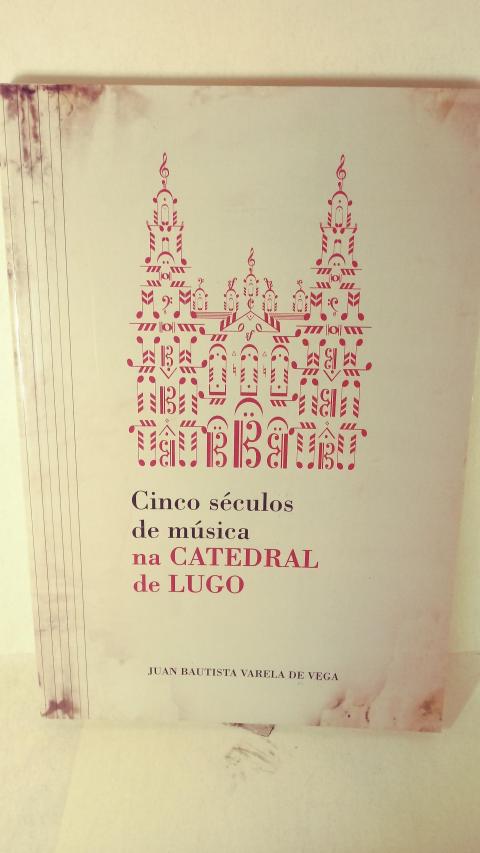 Cinco séculos
de música
na CATEDRAL
de LUGO
JUAN BAUTISTA VARELA DE VEGA